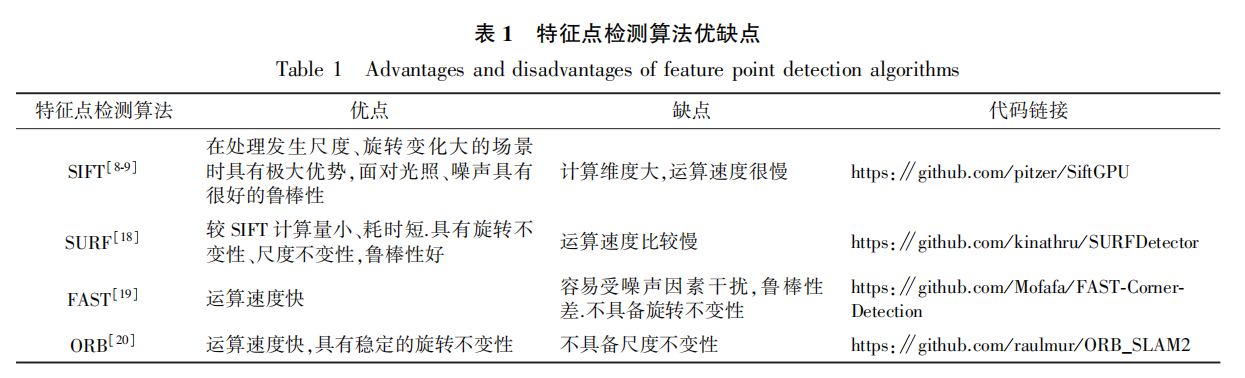 表 1 特征点检测算法优缺点
Table 1 Advantages and disadvantages of feature point detection algorithms
特征点检测算法 优点 缺点 代码链接
SIFT[8-9] 在处理发生尺度、旋转变化大的场景
时具有极大优势,面对光照、噪声具有
很好的鲁棒性 计算维度大,运算速度很慢 https://github.com/pitzer/SiftGPU
SURF[18] 较 SIFT 计算量小、耗时短.具有旋转不
变性、尺度不变性,鲁棒性好 运算速度比较慢 https://github.com/kinathru/SURFDetector
FAST[19] 运算速度快 容易受噪声因素干扰,鲁棒性
差.不具备旋转不变性 https://github.com/Mofafa/FAST-Corner-
Detection
ORB[20] 运算速度快,具有稳定的旋转不变性 不具备尺度不变性 https://github.com/raulmur/ORB_SLAM2